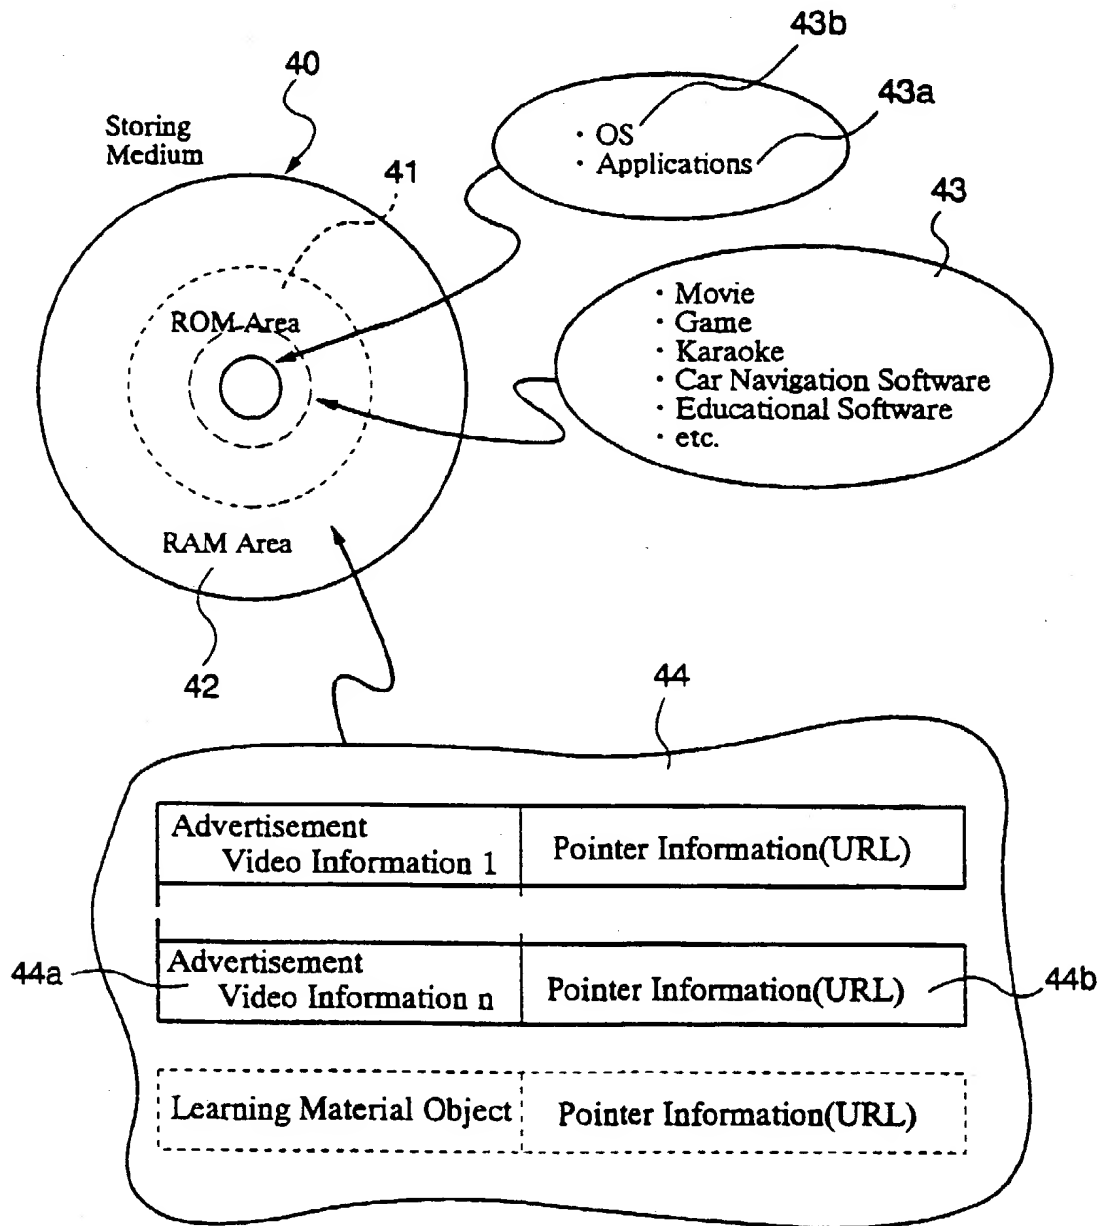 43b
40
43a
Storing
Medium
· OS
· Applications
41
43
ROM Area
· Movie
· Game
· Karaoke
· Car Navigation Software
· Educational Software
· etc.
RAM Area
42
44
Advertisement
Video Information 1
Pointer Information(URL)
44a
Advertisement
Video Information n
Pointer Information(URL)
44b
Learning Material Object
Pointer Information(URL)